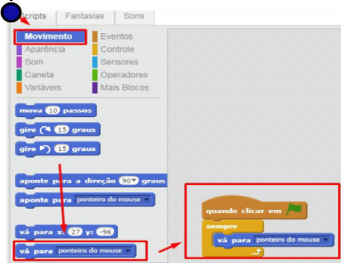 Scripts Fantasias Sons
Movimento Eventos
Aparência Controle
Som Sensores
Caneta Operadores
Variáveis Mais Blocos
mova 10 passos
gire 15 graus
gire 15 graus
aponte para a direção 90 graus
aponte para ponteiro do mouse
vá para x: 27 y: -96
vá para ponteiro do mouse
quando clicar em
sempre
vá para ponteiro do mouse